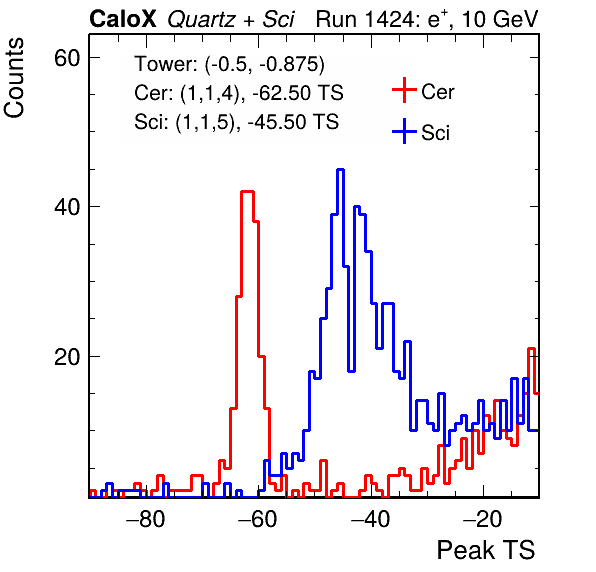 CaloX Quartz + Sci Run 1424: e+, 10 GeV
Counts
60
40
20
Tower: (-0.5, -0.875)
Cer: (1,1,4), -62.50 TS
Sci: (1,1,5), -45.50 TS
Cer
Sci
−80 −60 −40 −20
Peak TS